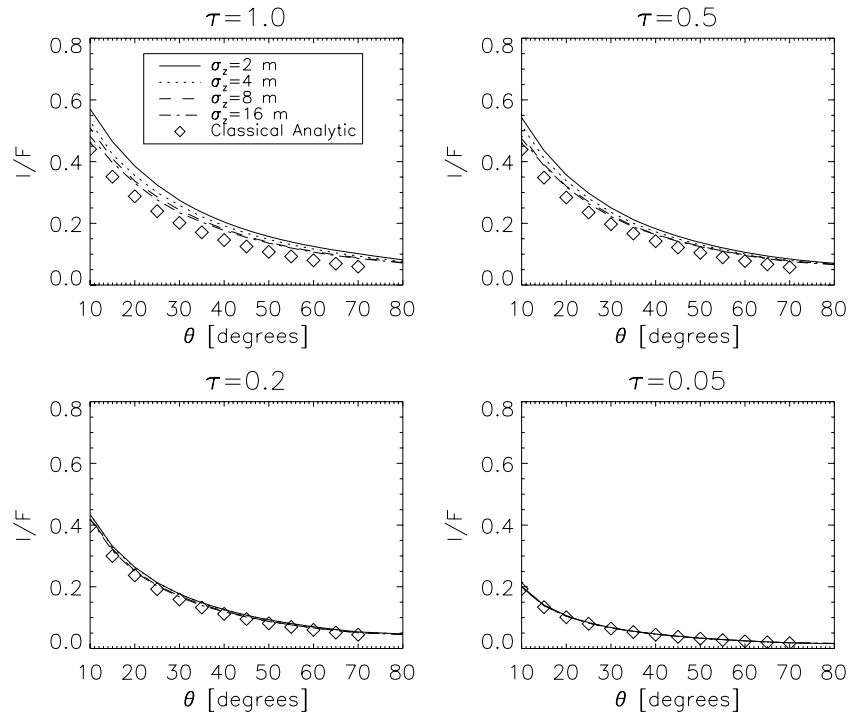 τ=1.0
0.8
0.6
0.4
0.2
0.0
I/F
σz=2 m
σz=4 m
σz=8 m
σz=16 m
Classical Analytic
10 20 30 40 50 60 70 80
θ [degrees]
τ=0.5
0.8
0.6
0.4
0.2
0.0
I/F
10 20 30 40 50 60 70 80
θ [degrees]
τ=0.2
0.8
0.6
0.4
0.2
0.0
I/F
10 20 30 40 50 60 70 80
θ [degrees]
τ=0.05
0.8
0.6
0.4
0.2
0.0
I/F
10 20 30 40 50 60 70 80
θ [degrees]